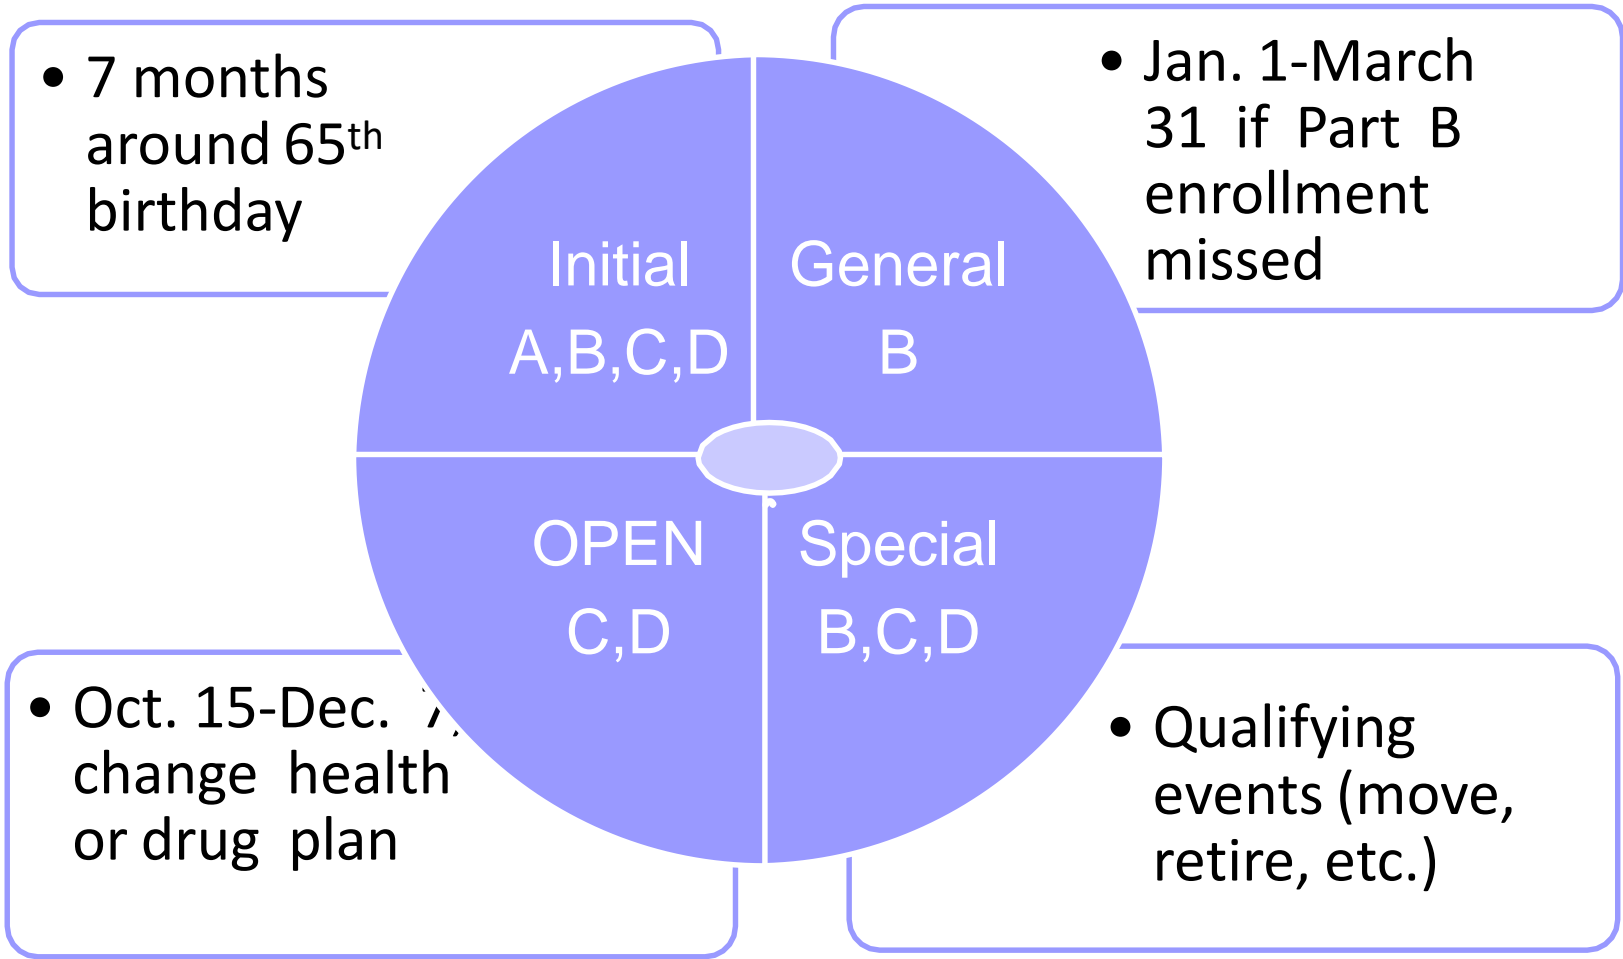 • 7 months
around 65th
birthday
• Jan. 1-March
31 if Part B
enrollment
missed
Initial
A,B,C,D
General
B
OPEN
C,D
Special
B,C,D
• Oct. 15-Dec.
change health
or drug plan
• Qualifying
events (move,
retire, etc.)